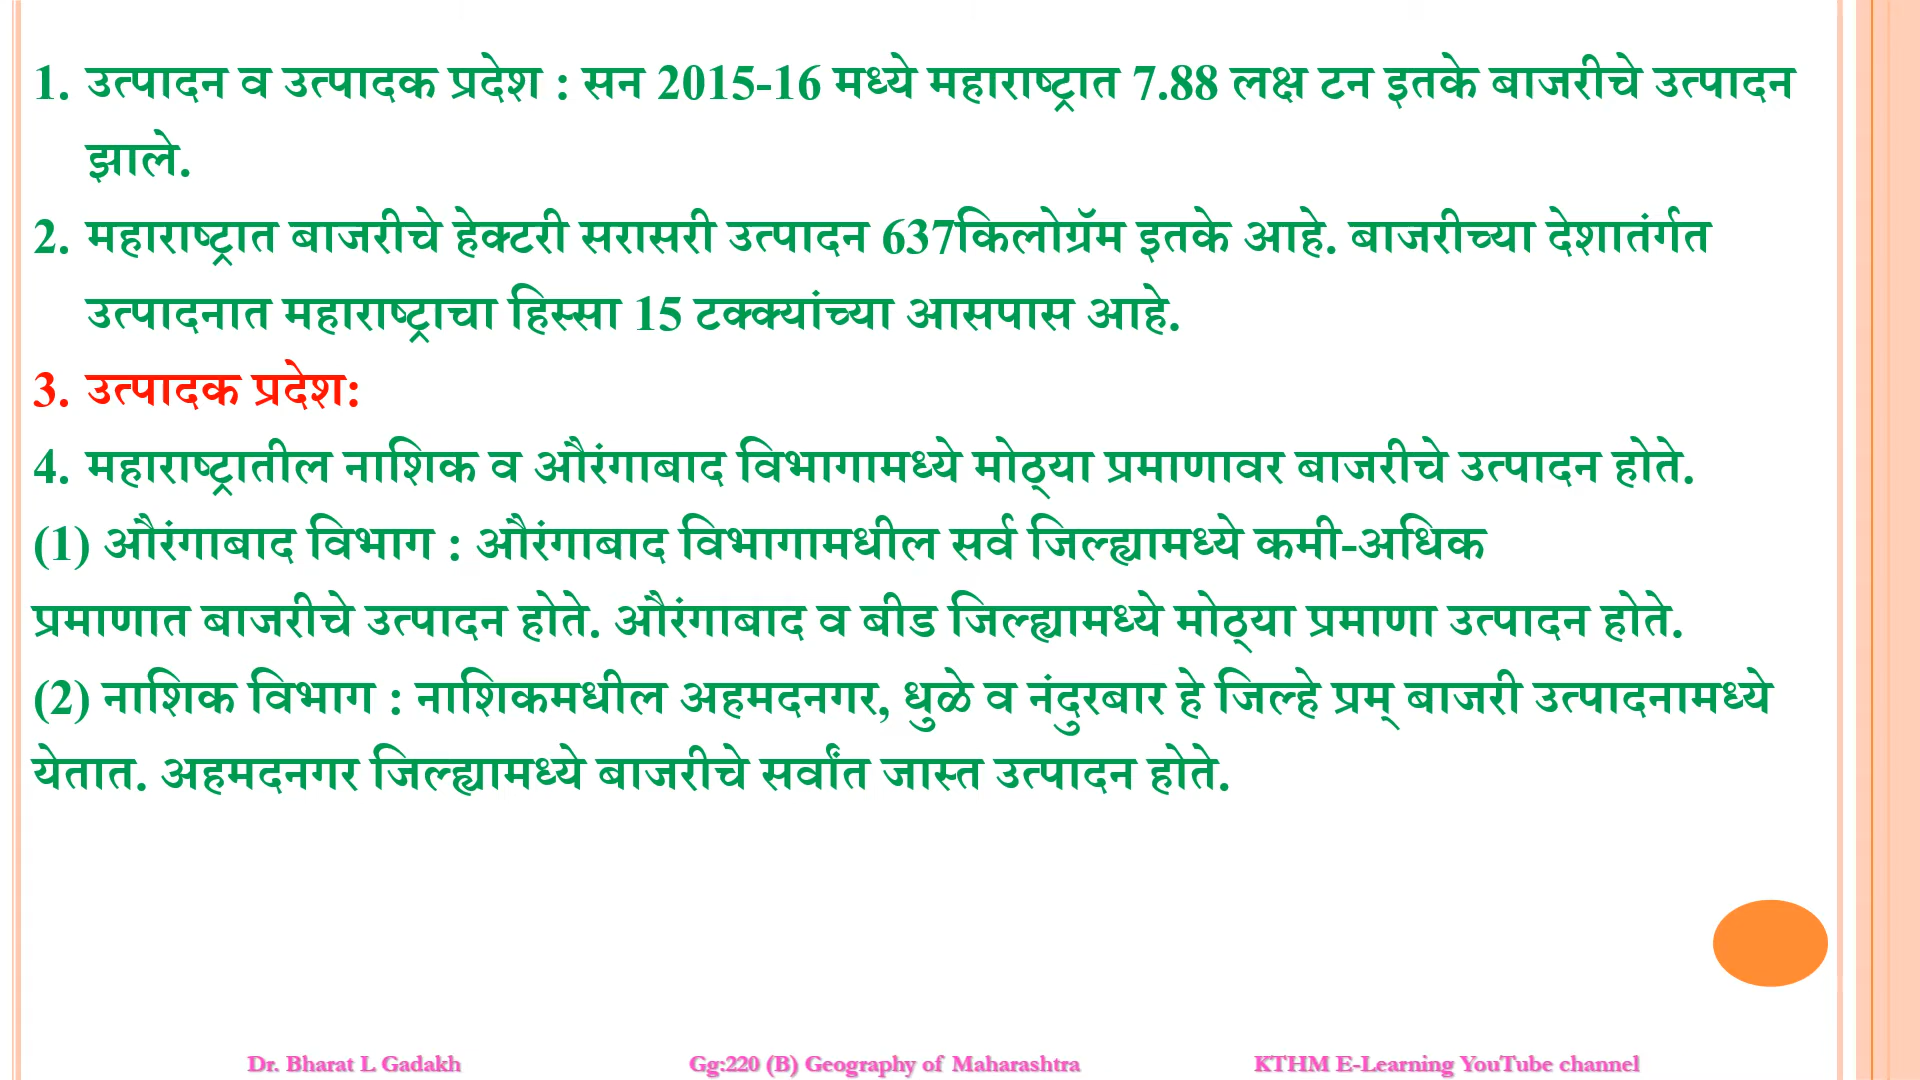 1. उत्पादन व उत्पादक प्रदेश : सन 2015-16 मध्ये महाराष्ट्रात 7.88 लक्ष टन इतके बाजरीचे उत्पादन
झाले.
2. महाराष्ट्रात बाजरीचे हेक्टरी सरासरी उत्पादन 637किलोग्रॅम इतके आहे. बाजरीच्या देशातंर्गत
उत्पादनात महाराष्ट्राचा हिस्सा 15 टक्क्यांच्या आसपास आहे.
3. उत्पादक प्रदेश:
4. महाराष्ट्रातील नाशिक व औरंगाबाद विभागामध्ये मोठ्या प्रमाणावर बाजरीचे उत्पादन होते.
(1) औरंगाबाद विभाग : औरंगाबाद विभागामधील सर्व जिल्ह्यामध्ये कमी-अधिक
प्रमाणात बाजरीचे उत्पादन होते. औरंगाबाद व बीड जिल्ह्यामध्ये मोठ्या प्रमाणा उत्पादन होते.
(2) नाशिक विभाग : नाशिकमधील अहमदनगर, धुळे व नंदुरबार हे जिल्हे प्रम् बाजरी उत्पादनामध्ये
येतात. अहमदनगर जिल्ह्यामध्ये बाजरीचे सर्वांत जास्त उत्पादन होते.
Dr. Bharat L Gadakh Gg:220 (B) Geography of Maharashtra KTHM E-Learning YouTube channel